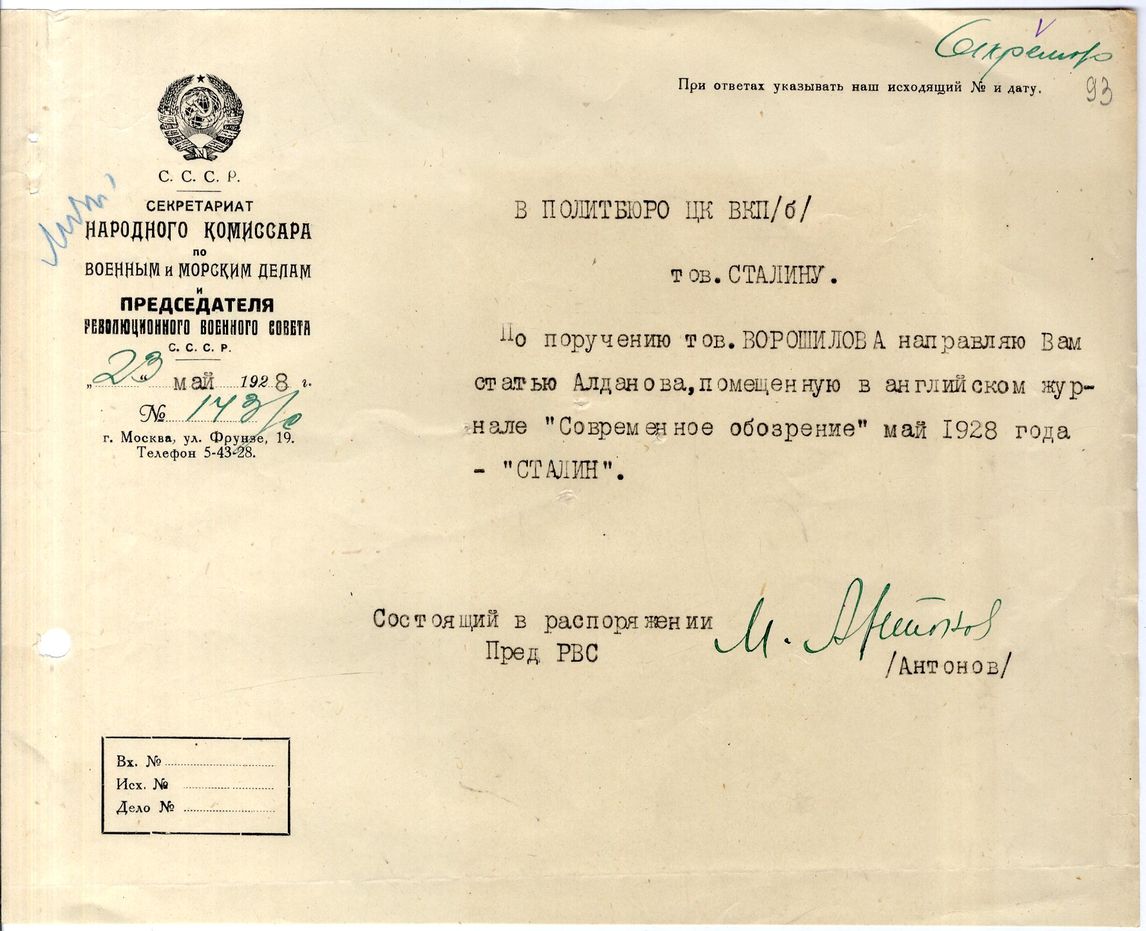 Секретно
При ответах указывать наш исходящий № и дату.
93
С. С. С. Р.
СЕКРЕТАРИАТ
НАРОДНОГО КОМИССАРА
ПО
ВОЕННЫМ и МОРСКИМ ДЕЛАМ
и
ПРЕДСЕДАТЕЛЯ
РЕВОЛЮЦИОННОГО ВОЕННОГО СОВЕТА
С. С. С. Р.
„23“ май 1928 г.
№
г. Москва, ул. Фрунзе, 19.
Телефон 5-43-28.
В ПОЛИТБЮРО ЦК ВКП/б/
тов. СТАЛИНУ.
По поручению тов. ВОРОШИЛОВА направляю Вам
статью Алданова, помещенную в английском жур-
нале "Современное обозрение" май 1928 года
- "СТАЛИН".
Состоящий в распоряжении
Пред РВС
М. Антонов
/Антонов/
Вх. №
Исх. №
Дело №